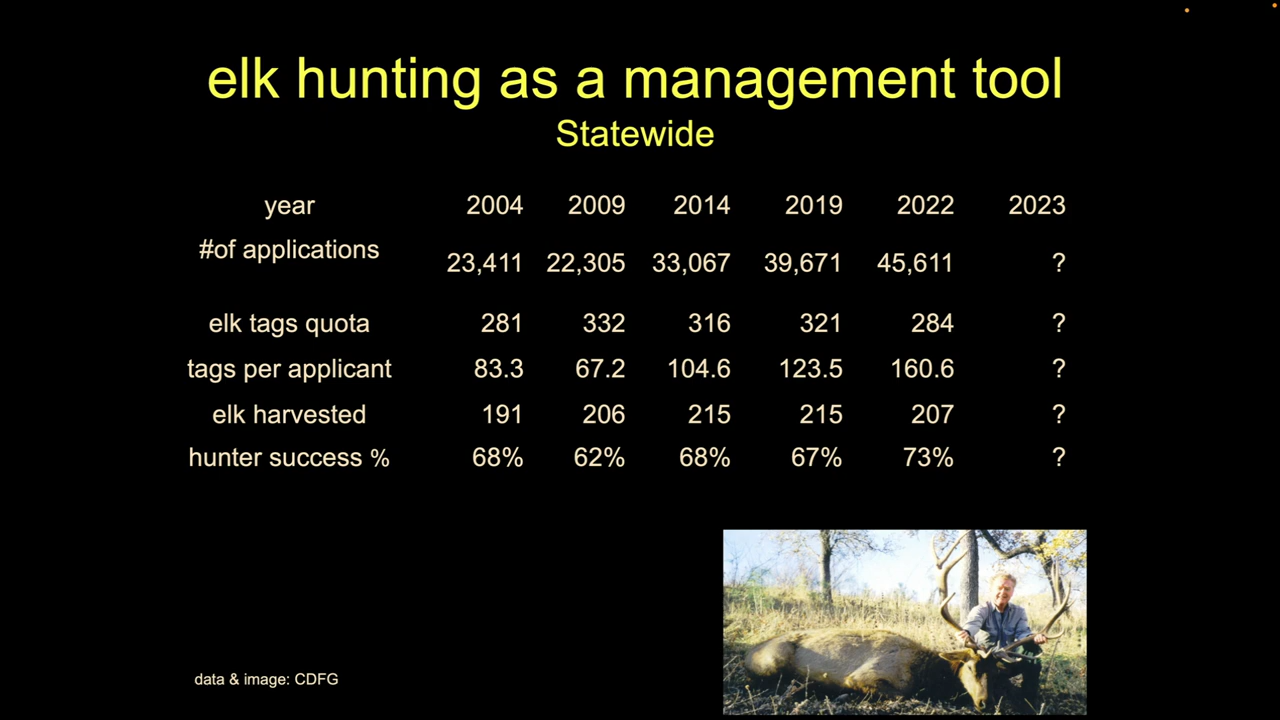 elk hunting as a management tool
Statewide
year 2004 2009 2014 2019 2022 2023
#of applications 23,411 22,305 33,067 39,671 45,611 ?
elk tags quota 281 332 316 321 284 ?
tags per applicant 83.3 67.2 104.6 123.5 160.6 ?
elk harvested 191 206 215 215 207 ?
hunter success % 68% 62% 68% 67% 73% ?
data & image: CDFG